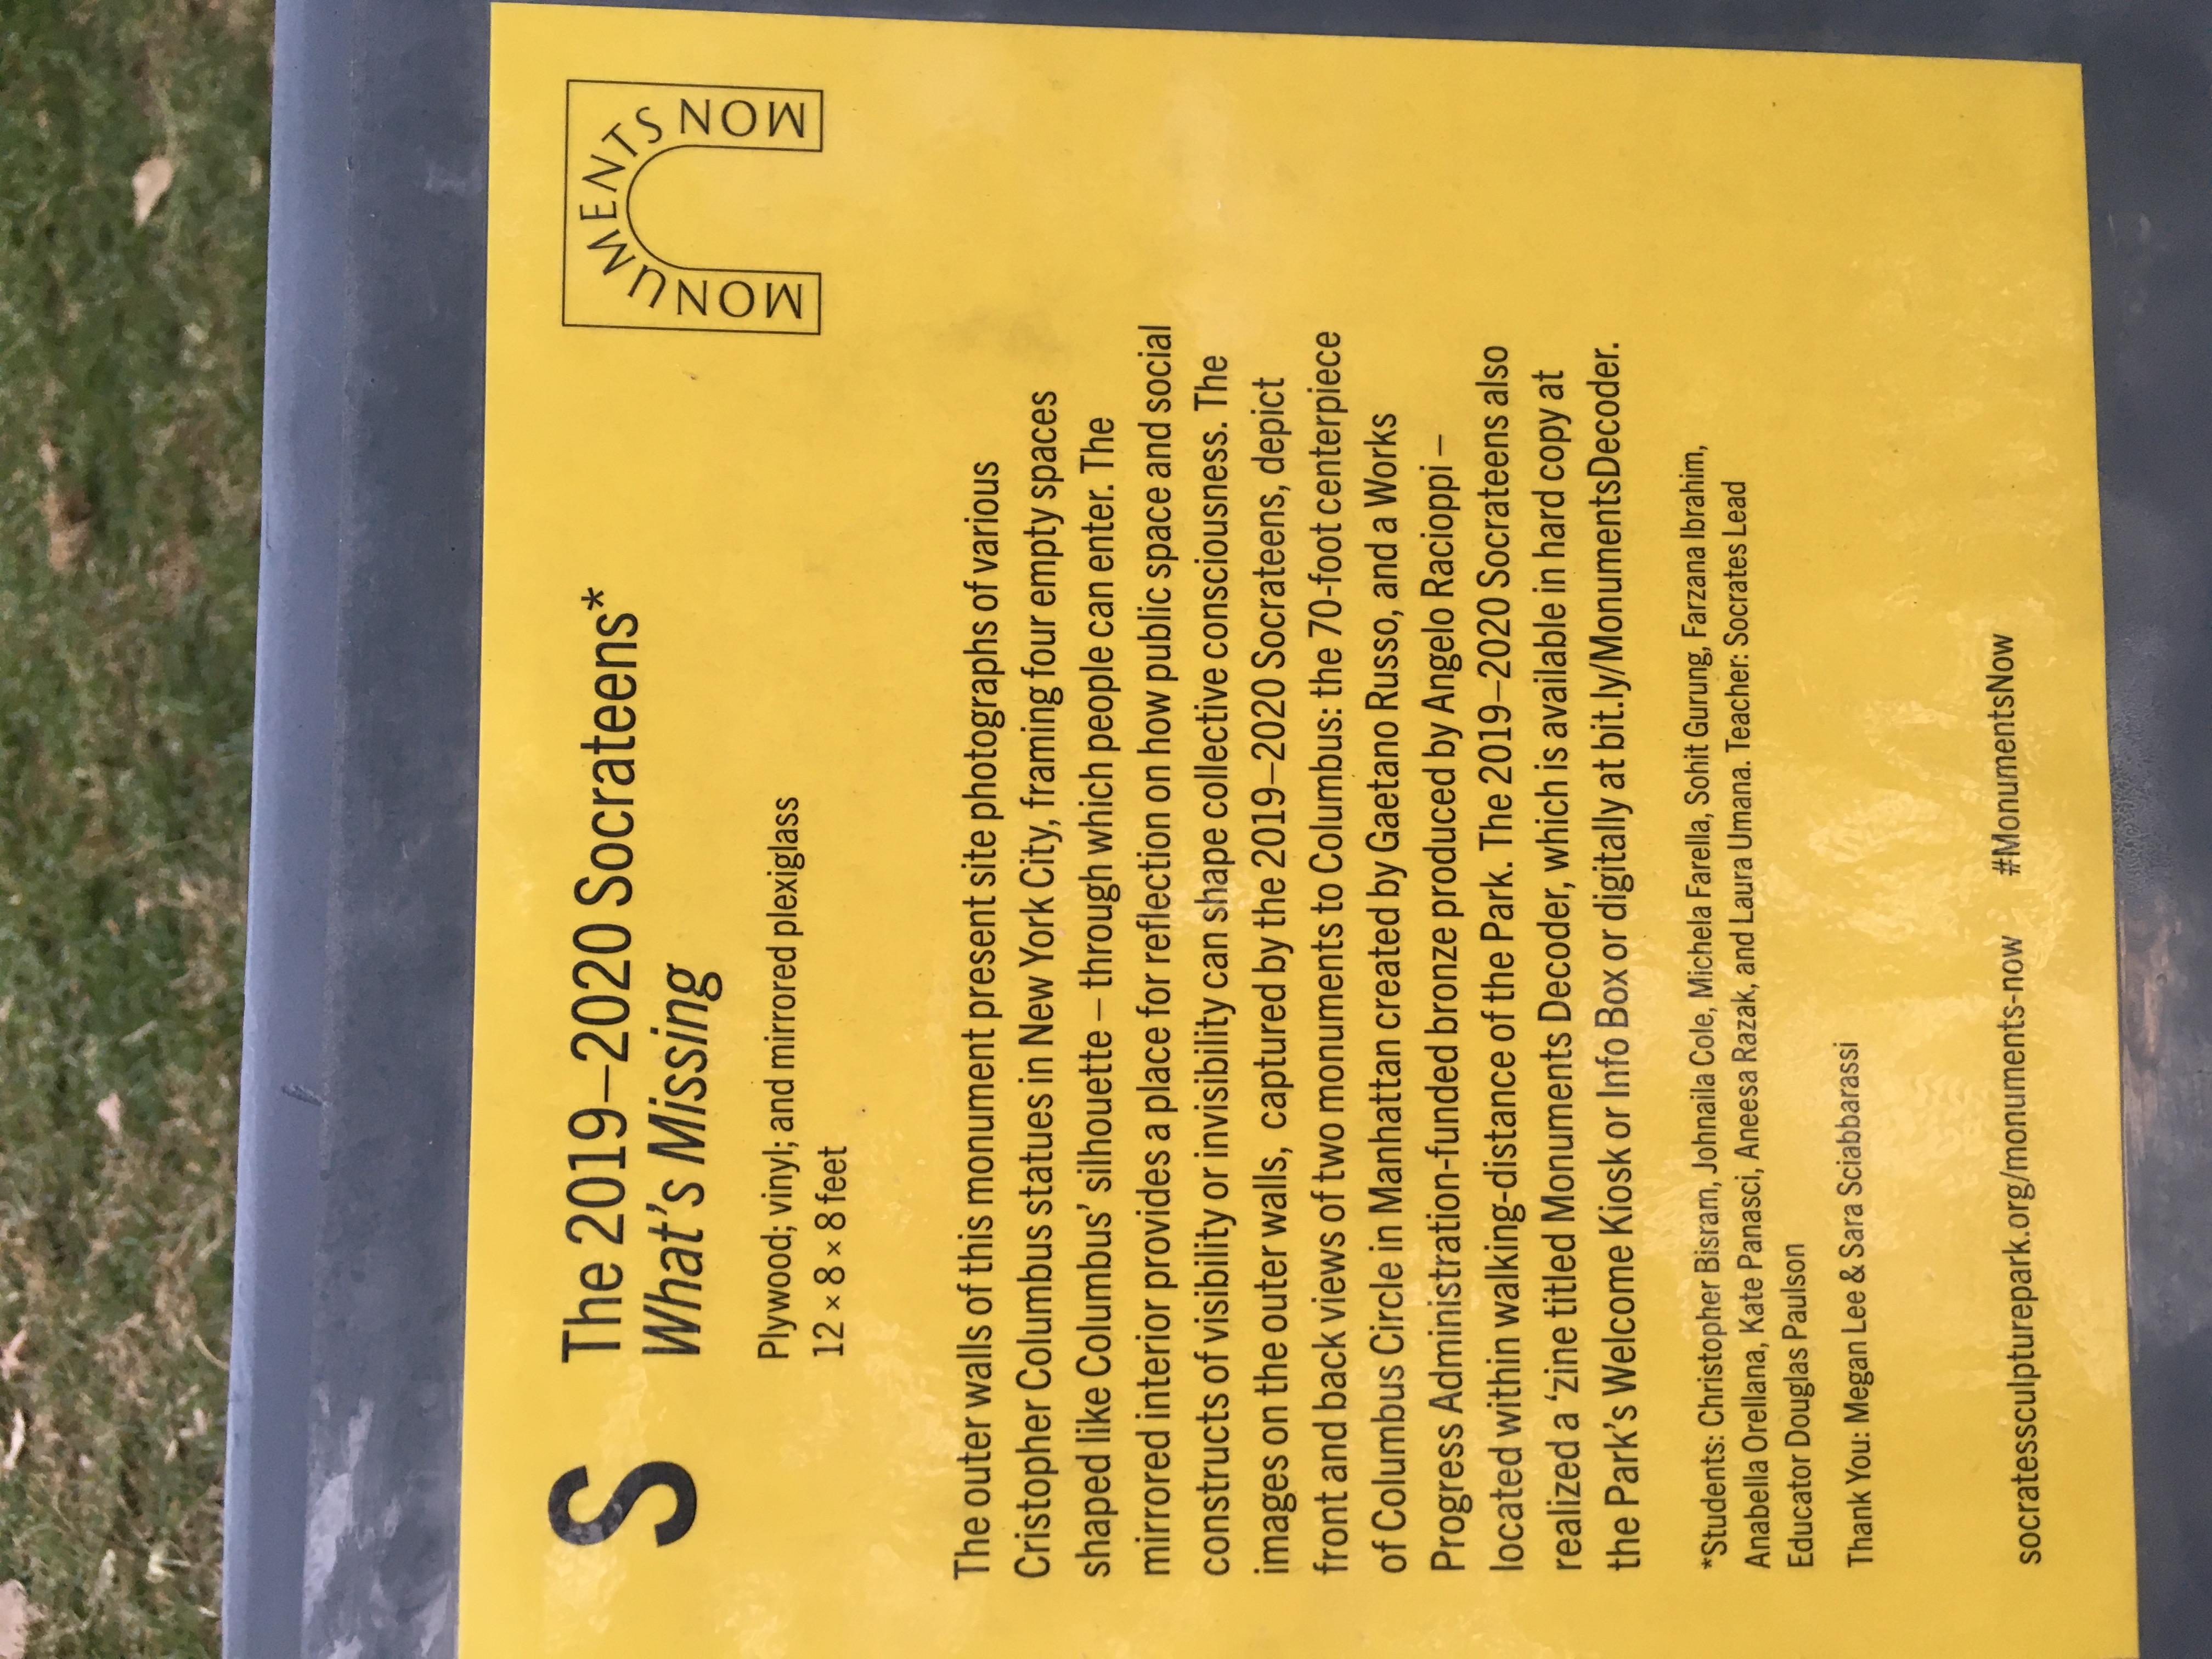 S
The 2019–2020 Socrateens*
What's Missing
MONUMENTS NOW
Plywood; vinyl; and mirrored plexiglass
12 × 8 × 8 feet
The outer walls of this monument present site photographs of various
Cristopher Columbus statues in New York City, framing four empty spaces
shaped like Columbus' silhouette – through which people can enter. The
mirrored interior provides a place for reflection on how public space and social
constructs of visibility or invisibility can shape collective consciousness. The
images on the outer walls, captured by the 2019–2020 Socrateens, depict
front and back views of two monuments to Columbus: the 70-foot centerpiece
of Columbus Circle in Manhattan created by Gaetano Russo, and a Works
Progress Administration-funded bronze produced by Angelo Racioppi –
located within walking-distance of the Park. The 2019–2020 Socrateens also
realized a 'zine titled Monuments Decoder, which is available in hard copy at
the Park's Welcome Kiosk or Info Box or digitally at bit.ly/MonumentsDecoder.
*Students: Christopher Bisram, Johnaila Cole, Michela Farella, Sohit Gurung, Farzana Ibrahim,
Anabella Orellana, Kate Panasci, Aneesa Razak, and Laura Umana. Teacher: Socrates Lead
Educator Douglas Paulson
Thank You: Megan Lee & Sara Sciabbarassi
socratessculpturepark.org/monuments-now #MonumentsNow